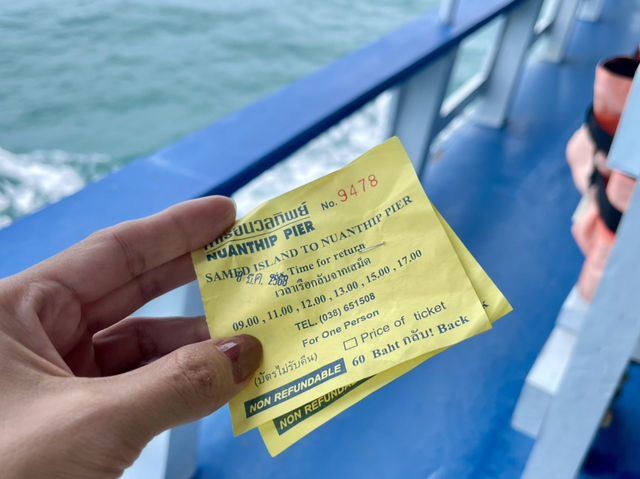 ท่าเรือนวลทิพย์
No. 9478
NUANTHIP PIER
SAMED ISLAND TO NUANTHIP PIER
ธ.ค. Time for return
เวลาเรือกลับจากเสม็ด
09.00 , 11.00 , 12.00 , 13.00 , 15.00 , 17.00
TEL. (038) 651508
For One Person
(บัตรไม่รับคืน) Price of ticket
NON REFUNDABLE 60 Baht กลับ! Back
NON REFUNDABLE